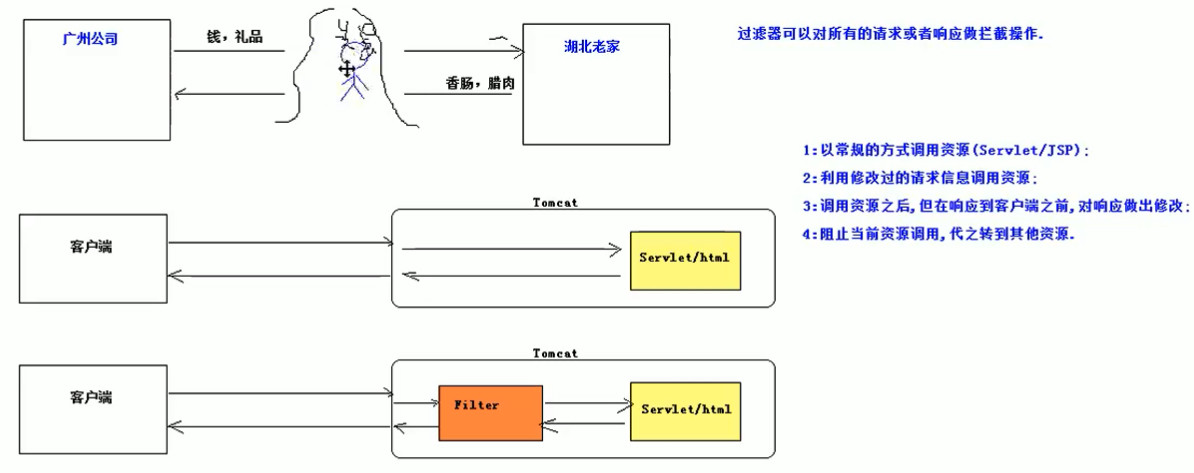 广州公司
钱，礼品
香肠，腊肉
湖北老家
过滤器可以对所有的请求或者响应做拦截操作.
1:以常规的方式调用资源(Servlet/JSP);
2:利用修改过的请求信息调用资源;
3:调用资源之后,但在响应到客户端之前,对响应做出修改;
4:阻止当前资源调用,代之转到其他资源.
客户端
Tomcat
Servlet/html
客户端
Tomcat
Filter
Servlet/html